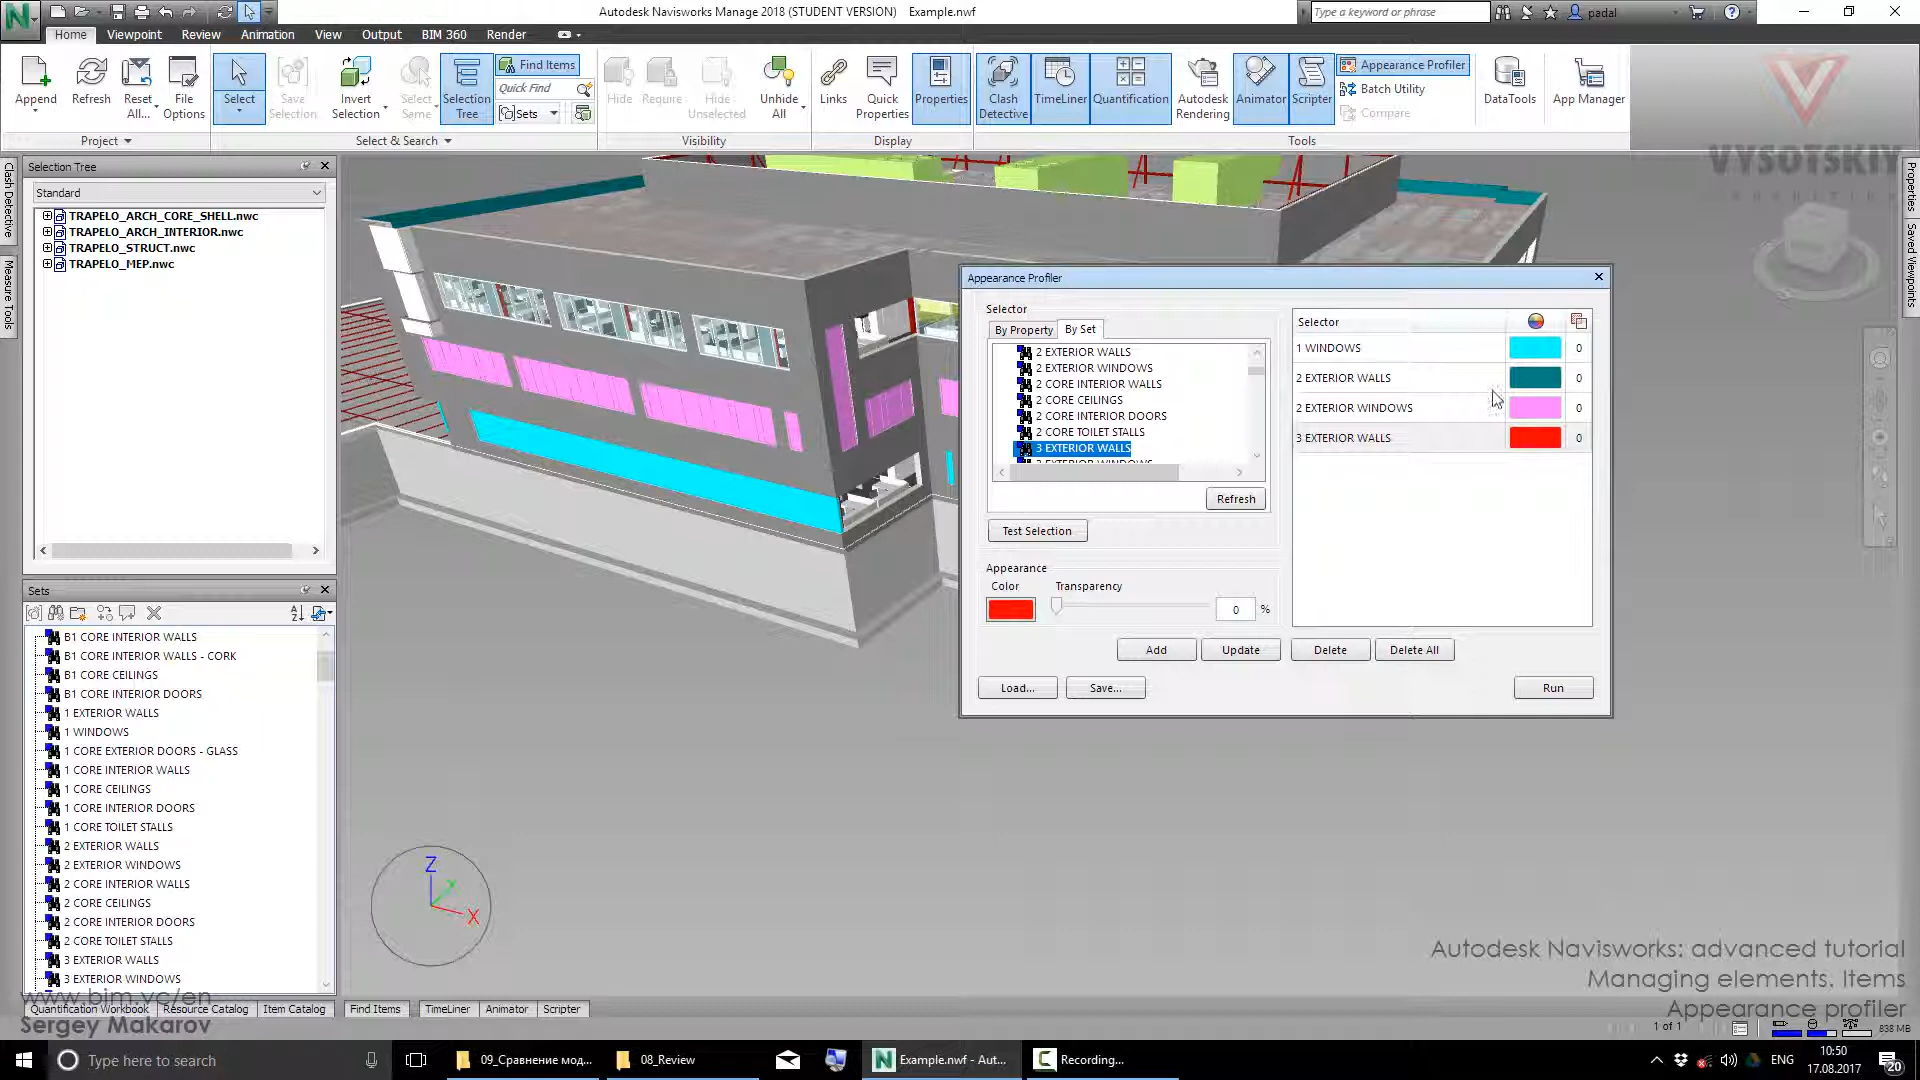 Autodesk Navisworks Manage 2018 (STUDENT VERSION) Example.nwf
Type a keyword or phrase
padal
Home Viewpoint Review Animation View Output BIM 360 Render
Append
Refresh
Reset All...
File Options
Project
Select
Save Selection
Invert Selection
Select Same
Selection Tree
Find Items
Quick Find
Sets
Select & Search
Hide
Require
Hide Unselected
Unhide All
Visibility
Links
Quick Properties
Properties
Display
Clash Detective
TimeLiner
Quantification
Autodesk Rendering
Animator
Scripter
Appearance Profiler
Batch Utility
Compare
Tools
DataTools
App Manager
VYSOTSKIY
Clash Detective
Measure Tools
Properties
Saved Viewpoints
Selection Tree
Standard
TRAPELO_ARCH_CORE_SHELL.nwc
TRAPELO_ARCH_INTERIOR.nwc
TRAPELO_STRUCT.nwc
TRAPELO_MEP.nwc
Sets
B1 CORE INTERIOR WALLS
B1 CORE INTERIOR WALLS - CORK
B1 CORE CEILINGS
B1 CORE INTERIOR DOORS
1 EXTERIOR WALLS
1 WINDOWS
1 CORE EXTERIOR DOORS - GLASS
1 CORE INTERIOR WALLS
1 CORE CEILINGS
1 CORE INTERIOR DOORS
1 CORE TOILET STALLS
2 EXTERIOR WALLS
2 EXTERIOR WINDOWS
2 CORE INTERIOR WALLS
2 CORE CEILINGS
2 CORE INTERIOR DOORS
2 CORE TOILET STALLS
3 EXTERIOR WALLS
3 EXTERIOR WINDOWS
Appearance Profiler
Selector
By Property By Set
2 EXTERIOR WALLS
2 EXTERIOR WINDOWS
2 CORE INTERIOR WALLS
2 CORE CEILINGS
2 CORE INTERIOR DOORS
2 CORE TOILET STALLS
3 EXTERIOR WALLS
3 EXTERIOR WINDOWS
Refresh
Test Selection
Appearance
Color Transparency
0 %
Add Update Delete Delete All
Load... Save... Run
Selector
1 WINDOWS 0
2 EXTERIOR WALLS 0
2 EXTERIOR WINDOWS 0
3 EXTERIOR WALLS 0
Z
Y
X
Autodesk Navisworks: advanced tutorial
Managing elements. Items
Appearance profiler
www.bim.vc/en
Sergey Makarov
Quantification Workbook Resource Catalog Item Catalog Find Items TimeLiner Animator Scripter
1 of 1
838 MB
Type here to search
09_Сравнение мод...
08_Review
Example.nwf - Aut...
Recording...
ENG
10:50
17.08.2017
20